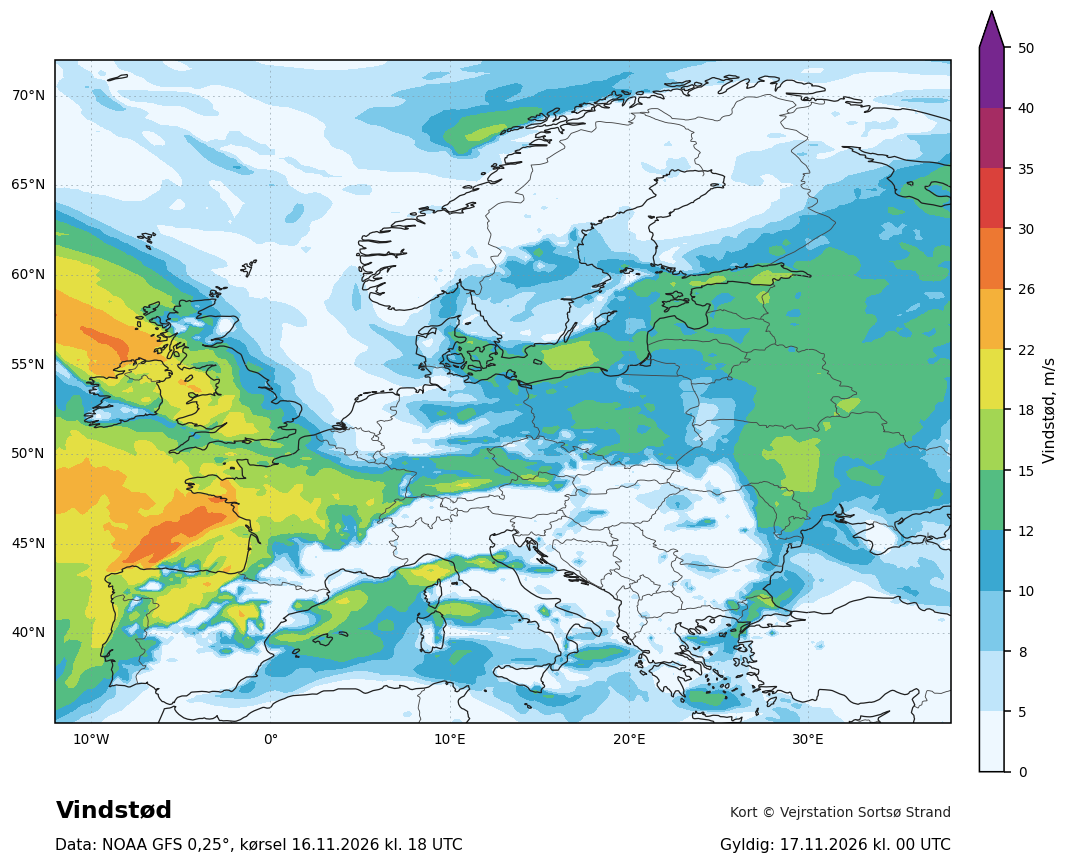 50
40
35
30
26
22
18
15
12
10
8
5
0
Vindstød, m/s
70°N
65°N
60°N
55°N
50°N
45°N
40°N
10°W
0°
10°E
20°E
30°E
Vindstød
Kort © Vejrstation Sortsø Strand
Data: NOAA GFS 0,25°, kørsel 16.11.2026 kl. 18 UTC
Gyldig: 17.11.2026 kl. 00 UTC